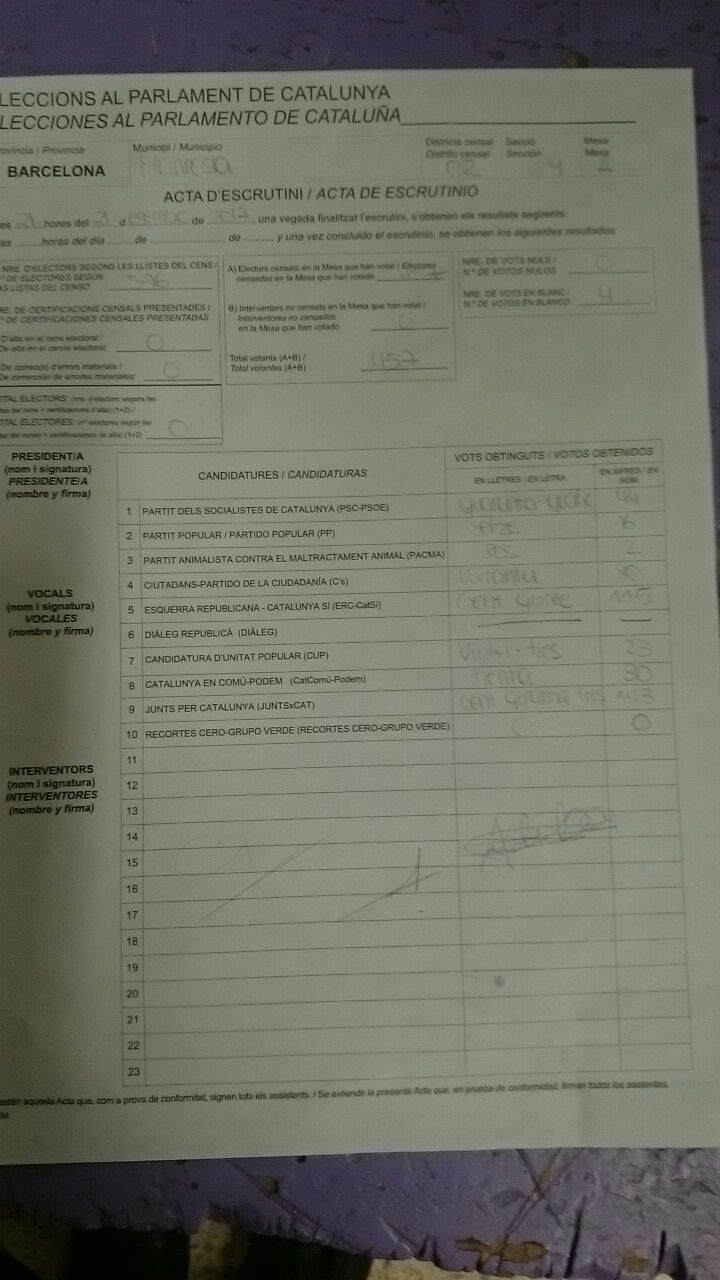 LECCIONS AL PARLAMENT DE CATALUNYA
LECCIONES AL PARLAMENTO DE CATALUÑA
ovíncia / Provincia Municipi / Municipio Districte censal Secció Mesa
Distrito censal Sección Mesa
BARCELONA Manresa 02 A
ACTA D'ESCRUTINI / ACTA DE ESCRUTINIO
es 21 hores del 21 d de 2017, una vegada finalitzat l'escrutini, s'obtenen els resultats següents:
as horas del día de de , y una vez concluido el escrutinio, se obtienen los siguientes resultados:
NRE. D'ELECTORS SEGONS LES LLISTES DEL CENS /
º DE ELECTORES SEGÚN
AS LISTAS DEL CENSO
RE. DE CERTIFICACIONS CENSALS PRESENTADES /
º DE CERTIFICACIONES CENSALES PRESENTADAS
D'alta en el cens electoral /
De alta en el censo electoral: 0
De correcció d'errors materials /
De corrección de errores materiales: 0
OTAL ELECTORS: (nre. d'electors segons les
es del cens + certificacions d'alta) (1+2) /
OTAL ELECTORES: (nº electores según las
as del censo + certificaciones de alta) (1+2) 0
A) Electors censats en la Mesa que han votat / Electores
censados en la Mesa que han votado 457
B) Interventors no censats en la Mesa que han votat /
Interventores no censados
en la Mesa que han votado 0
Total votants (A+B) /
Total votantes (A+B) 457
NRE. DE VOTS NULS /
N.º DE VOTOS NULOS 0
NRE. DE VOTS EN BLANC /
N.º DE VOTOS EN BLANCO 4
PRESIDENT/A
(nom i signatura)
PRESIDENTE/A
(nombre y firma)
VOCALS
(nom i signatura)
VOCALES
(nombre y firma)
INTERVENTORS
(nom i signatura)
INTERVENTORES
(nombre y firma)
CANDIDATURES / CANDIDATURAS VOTS OBTINGUTS / VOTOS OBTENIDOS
EN LLETRES / EN LETRA EN XIFRES / EN NÚM.
1 PARTIT DELS SOCIALISTES DE CATALUNYA (PSC-PSOE) Quaranta-quatre 44
2 PARTIT POPULAR / PARTIDO POPULAR (PP) Setze 16
3 PARTIT ANIMALISTA CONTRA EL MALTRACTAMENT ANIMAL (PACMA) Dos 2
4 CIUTADANS-PARTIDO DE LA CIUDADANÍA (C's) Vuitanta 80
5 ESQUERRA REPUBLICANA - CATALUNYA SÍ (ERC-CatSí) Cent quinze 115
6 DIÀLEG REPUBLICÀ (DIÀLEG) — —
7 CANDIDATURA D'UNITAT POPULAR (CUP) Vint-i-tres 23
8 CATALUNYA EN COMÚ-PODEM (CatComú-Podem) Trenta 30
9 JUNTS PER CATALUNYA (JUNTSxCAT) Cent quaranta tres 143
10 RECORTES CERO-GRUPO VERDE (RECORTES CERO-GRUPO VERDE) 0 0
11
12
13
14
15
16
17
18
19
20
21
22
23
estén aquesta Acta que, com a prova de conformitat, signen tots els assistents. / Se extiende la presente Acta que, en prueba de conformidad, firman todos los asistentes.